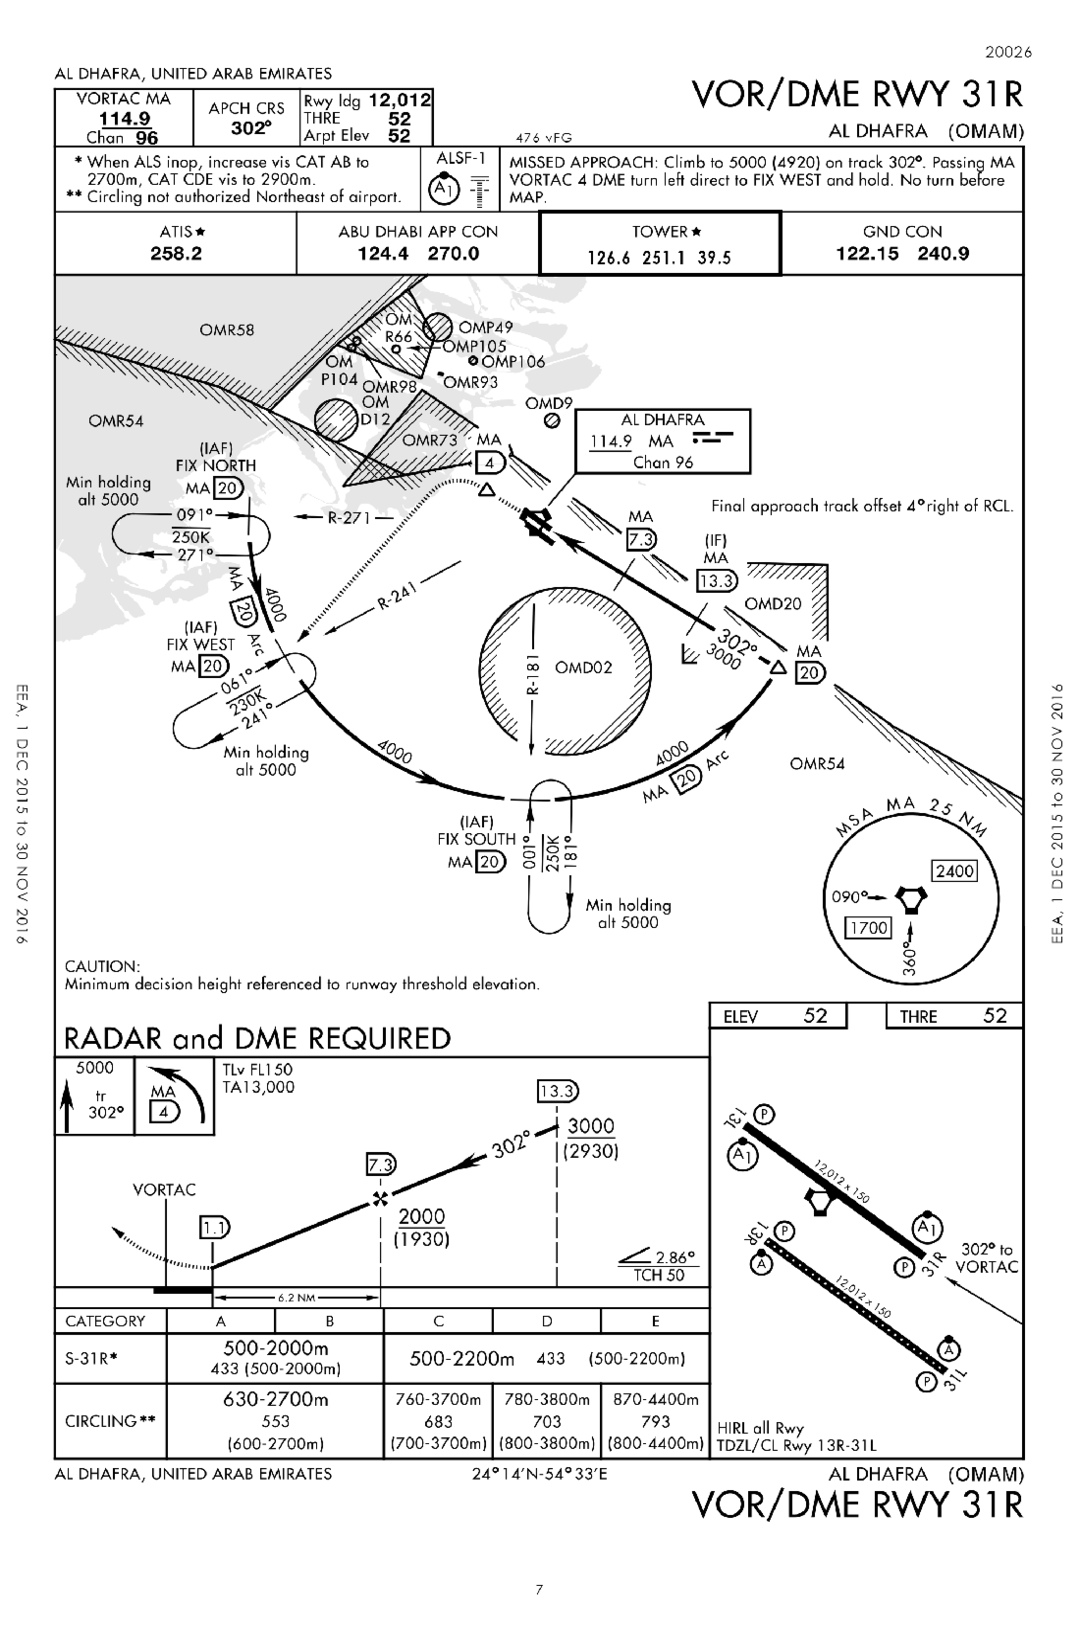 20026
AL DHAFRA, UNITED ARAB EMIRATES
VOR/DME RWY 31R
AL DHAFRA (OMAM)
VORTAC MA
114.9
Chan 96
APCH CRS
302°
Rwy ldg 12,012
THRE 52
Arpt Elev 52
476 vFG
* When ALS inop, increase vis CAT AB to
2700m, CAT CDE vis to 2900m.
** Circling not authorized Northeast of airport.
ALSF-1
A1
MISSED APPROACH: Climb to 5000 (4920) on track 302°. Passing MA
VORTAC 4 DME turn left direct to FIX WEST and hold. No turn before
MAP.
ATIS★
258.2
ABU DHABI APP CON
124.4 270.0
TOWER★
126.6 251.1 39.5
GND CON
122.15 240.9
OMR58
OM
R66
OMP49
OMP105
OMP106
OM
P104
OMR98
OMR93
OM
D12
OMD9
OMR54
OMR73
MA
4
AL DHAFRA
114.9 MA
Chan 96
(IAF)
FIX NORTH
MA 20
Min holding
alt 5000
091°
250K
271°
R-271
Final approach track offset 4° right of RCL.
MA
7.3
(IF)
MA
13.3
MA 20 Arc
4000
R-241
OMD20
(IAF)
FIX WEST
MA 20
061°
230K
241°
Min holding
alt 5000
R-181
OMD02
302°
3000
MA
20
4000
4000
MA 20 Arc
OMR54
(IAF)
FIX SOUTH
MA 20
001°
250K
181°
Min holding
alt 5000
MSA MA 25 NM
2400
090°
1700
360°
EEA, 1 DEC 2015 to 30 NOV 2016
EEA, 1 DEC 2015 to 30 NOV 2016
CAUTION:
Minimum decision height referenced to runway threshold elevation.
RADAR and DME REQUIRED
ELEV 52
THRE 52
5000
tr
302°
MA
4
TLv FL150
TA13,000
13.3
3000
(2930)
302°
7.3
2000
(1930)
VORTAC
1.1
2.86°
TCH 50
6.2 NM
13L
P
A1
12,012 x 150
A1
P
31R
302° to
VORTAC
13R
P
A
12,012 x 150
A
P
31L
HIRL all Rwy
TDZL/CL Rwy 13R-31L
CATEGORY A B C D E
S-31R* 500-2000m 433 (500-2000m) 500-2200m 433 (500-2200m)
CIRCLING** 630-2700m 760-3700m 780-3800m 870-4400m
553 683 703 793
(600-2700m) (700-3700m) (800-3800m) (800-4400m)
AL DHAFRA, UNITED ARAB EMIRATES
24°14'N-54°33'E
AL DHAFRA (OMAM)
VOR/DME RWY 31R
7